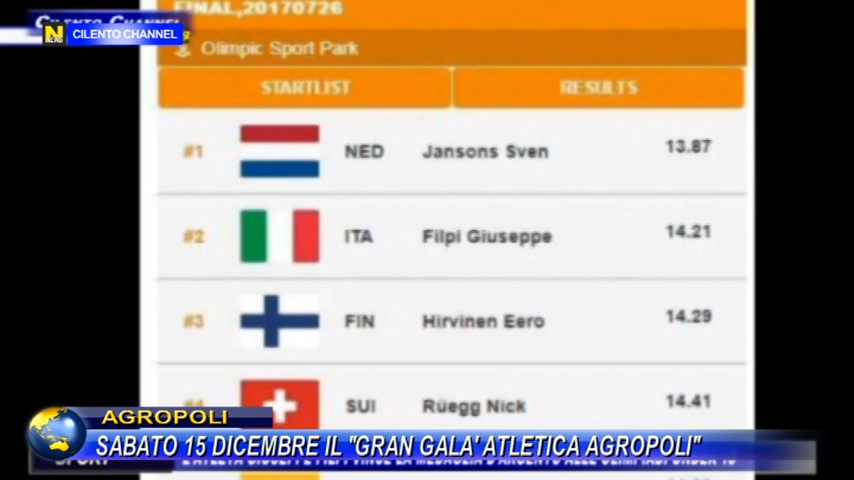 FINAL,20170726
CILENTO CHANNEL
Olimpic Sport Park
STARTLIST RESULTS
#1 NED Jansons Sven 13.87
#2 ITA Filpi Giuseppe 14.21
#3 FIN Hirvinen Eero 14.29
#4 SUI Rüegg Nick 14.41
AGROPOLI
SABATO 15 DICEMBRE IL "GRAN GALA' ATLETICA AGROPOLI"